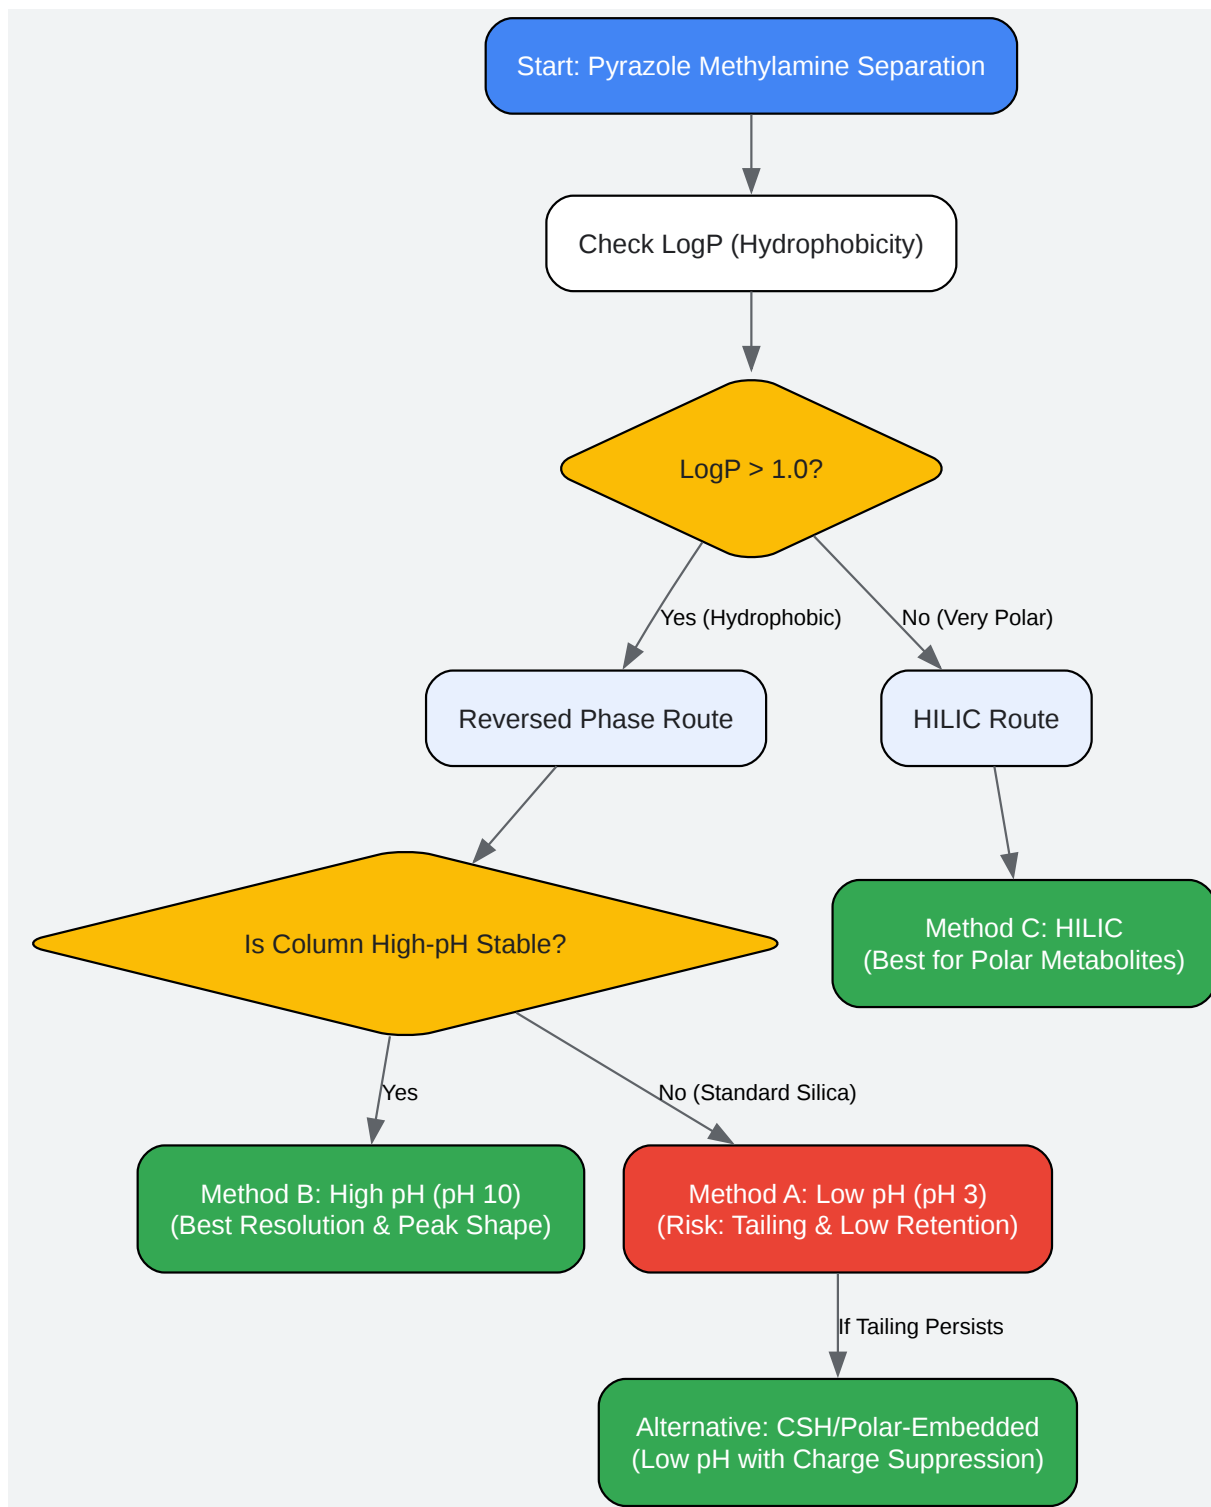 Start: Pyrazole Methylamine Separation
Check LogP (Hydrophobicity)
LogP > 1.0?
Yes (Hydrophobic)
No (Very Polar)
Reversed Phase Route
HILIC Route
Is Column High-pH Stable?
Method C: HILIC
(Best for Polar Metabolites)
Yes
No (Standard Silica)
Method B: High pH (pH 10)
(Best Resolution & Peak Shape)
Method A: Low pH (pH 3)
(Risk: Tailing & Low Retention)
If Tailing Persists
Alternative: CSH/Polar-Embedded
(Low pH with Charge Suppression)